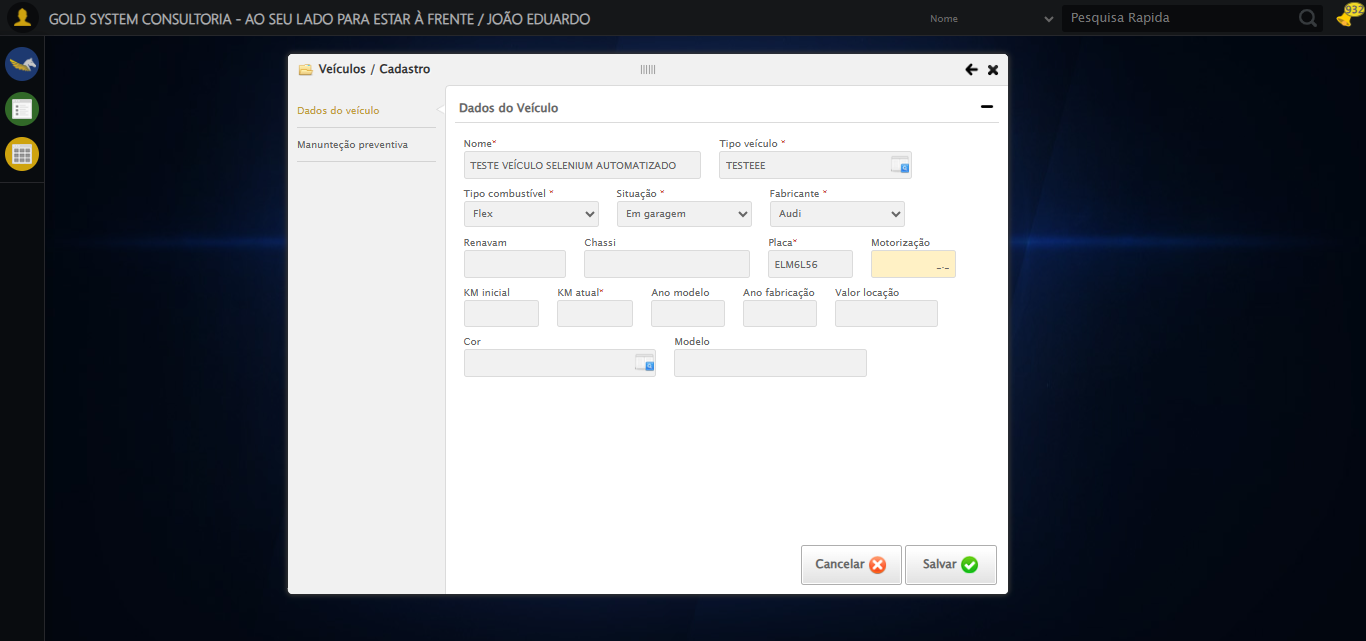 GOLD SYSTEM CONSULTORIA - AO SEU LADO PARA ESTAR À FRENTE / JOÃO EDUARDO
Nome
Pesquisa Rapida
932
Veículos / Cadastro
Dados do veículo
Manunteção preventiva
Dados do Veículo
Nome* Tipo veículo *
TESTE VEÍCULO SELENIUM AUTOMATIZADO TESTEEE
Tipo combustível * Situação * Fabricante *
Flex Em garagem Audi
Renavam Chassi Placa* Motorização
ELM6L56 _._
KM inicial KM atual* Ano modelo Ano fabricação Valor locação
Cor Modelo
Cancelar Salvar